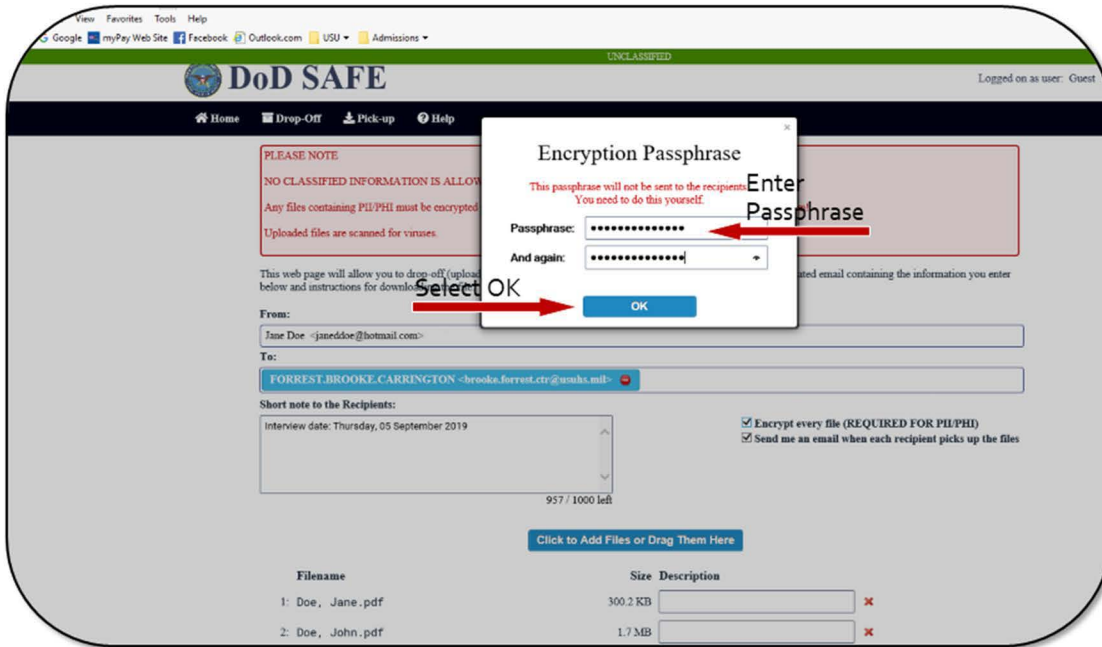 View Favorites Tools Help
Google myPay Web Site Facebook Outlook.com USU Admissions
UNCLASSIFIED
DoD SAFE
Logged on as user: Guest
Home Drop-Off Pick-up Help
PLEASE NOTE
NO CLASSIFIED INFORMATION IS ALLOW
Any files containing PII/PHI must be encrypted
Uploaded files are scanned for viruses.
×
Encryption Passphrase
This passphrase will not be sent to the recipients.
You need to do this yourself.
Enter
Passphrase
Passphrase: ●●●●●●●●●●●●●●
And again: ●●●●●●●●●●●●●●
OK
Select OK
This web page will allow you to drop-off (upload
ated email containing the information you enter
below and instructions for
From:
Jane Doe <janeddoe@hotmail.com>
To:
FORREST.BROOKE.CARRINGTON <brooke.forrest.ctr@usuhs.mil>
Short note to the Recipients:
Interview date: Thursday, 05 September 2019
Encrypt every file (REQUIRED FOR PII/PHI)
Send me an email when each recipient picks up the files
957 / 1000 left
Click to Add Files or Drag Them Here
Filename Size Description
1: Doe, Jane.pdf 300.2 KB
2: Doe, John.pdf 1.7 MB